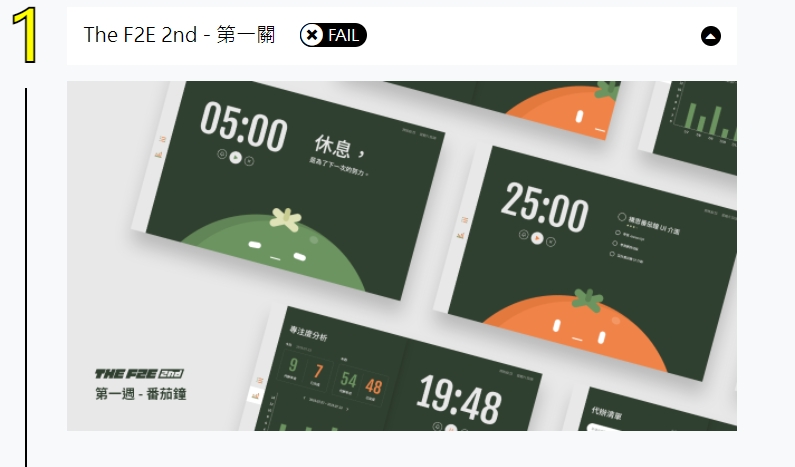 1
The F2E 2nd - 第一關
FAIL
05:00
休息，
是為了下一次的努力。
25:00
構思番茄鐘 UI 介面
專注度分析
9
7
54
48
19:48
代辦清單
THE F2E 2nd
第一週 - 番茄鐘